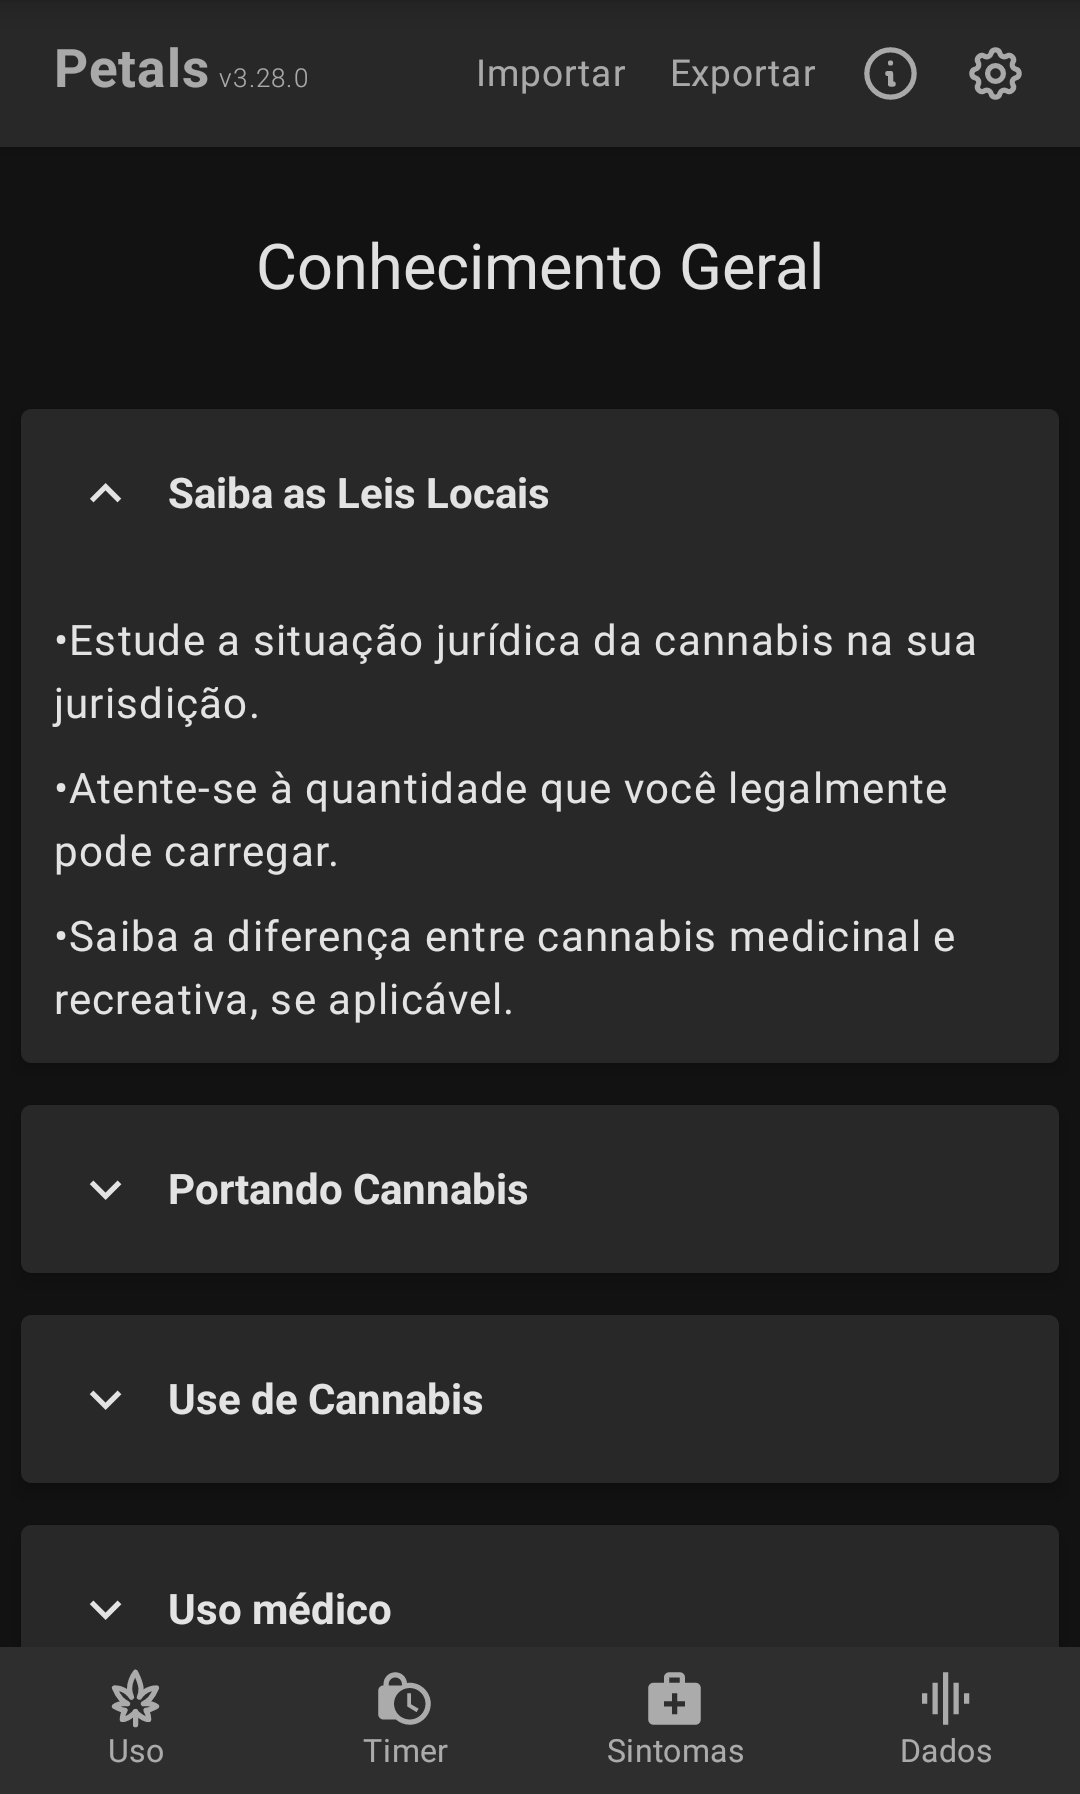 Petals v3.28.0 Importar Exportar
Conhecimento Geral
Saiba as Leis Locais
•Estude a situação jurídica da cannabis na sua
jurisdição.
•Atente-se à quantidade que você legalmente
pode carregar.
•Saiba a diferença entre cannabis medicinal e
recreativa, se aplicável.
Portando Cannabis
Use de Cannabis
Uso médico
Uso Timer Sintomas Dados